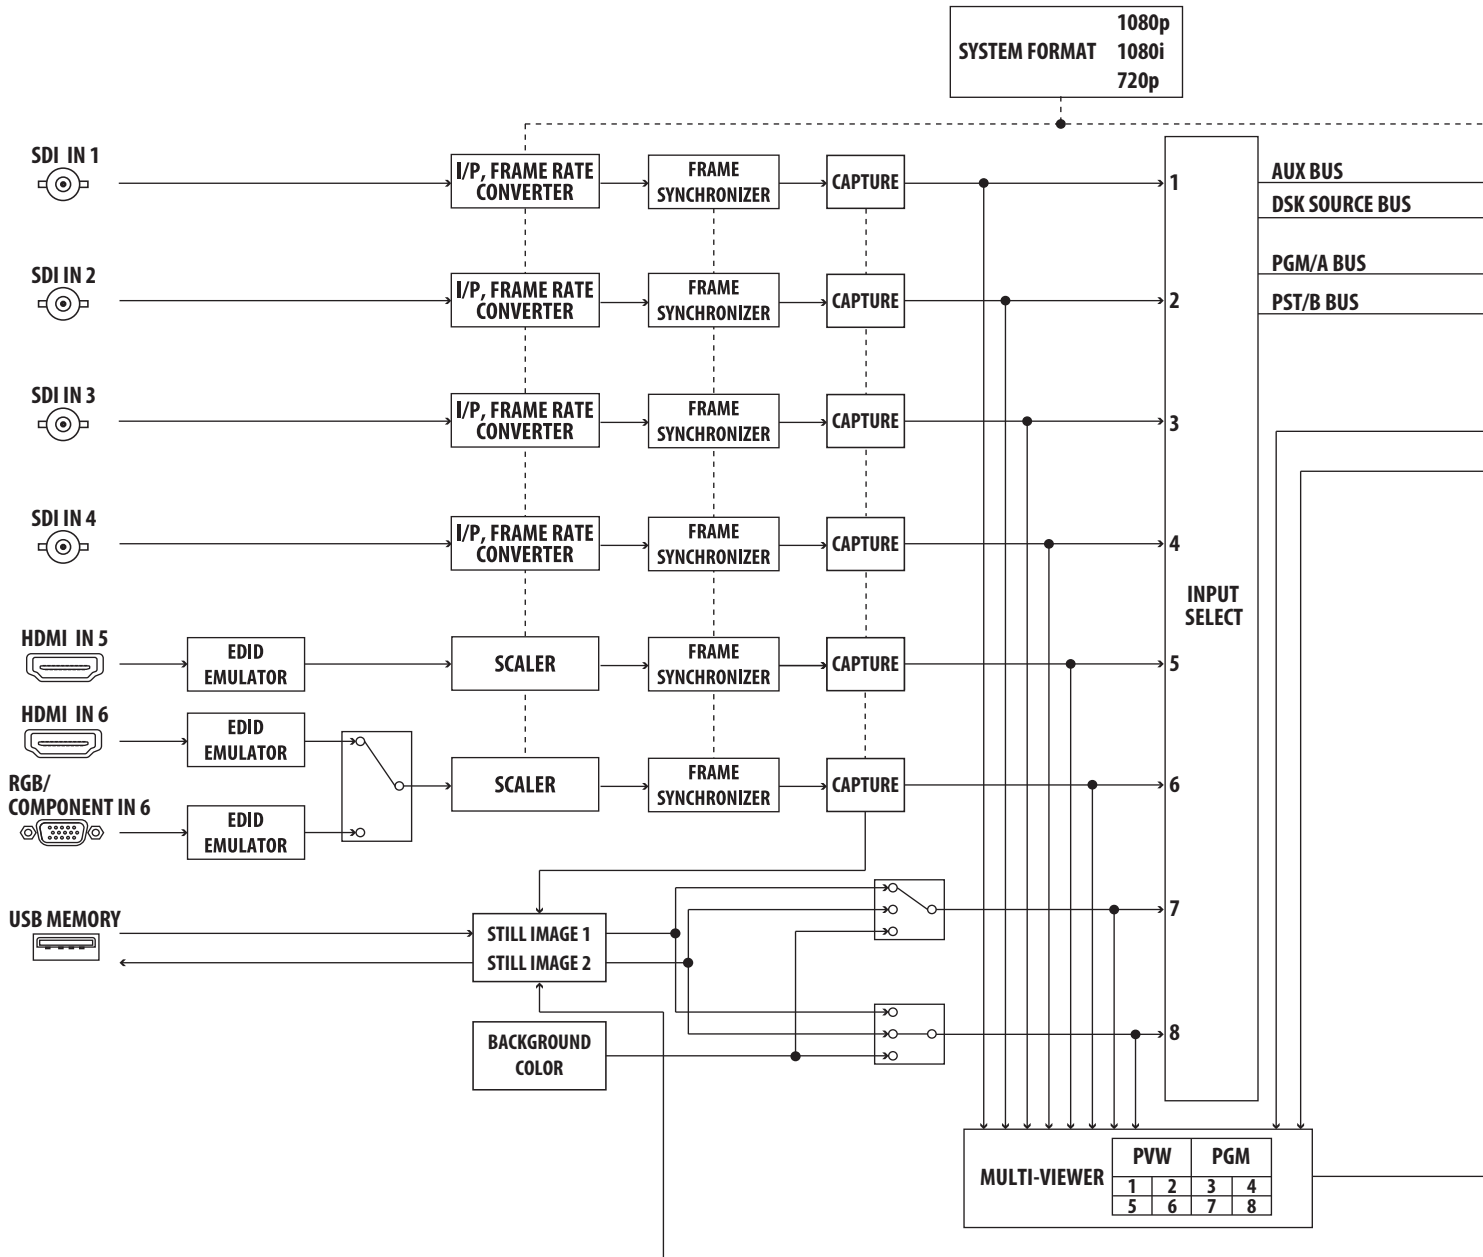 1080p
SYSTEM FORMAT 1080i
720p
SDI IN 1
I/P, FRAME RATE
CONVERTER
FRAME
SYNCHRONIZER
CAPTURE
1
AUX BUS
DSK SOURCE BUS
PGM/A BUS
PST/B BUS
SDI IN 2
I/P, FRAME RATE
CONVERTER
FRAME
SYNCHRONIZER
CAPTURE
2
SDI IN 3
I/P, FRAME RATE
CONVERTER
FRAME
SYNCHRONIZER
CAPTURE
3
SDI IN 4
I/P, FRAME RATE
CONVERTER
FRAME
SYNCHRONIZER
CAPTURE
4
INPUT
SELECT
HDMI IN 5
EDID
EMULATOR
SCALER
FRAME
SYNCHRONIZER
CAPTURE
5
HDMI IN 6
EDID
EMULATOR
RGB/
COMPONENT IN 6
EDID
EMULATOR
SCALER
FRAME
SYNCHRONIZER
CAPTURE
6
USB MEMORY
STILL IMAGE 1
STILL IMAGE 2
7
BACKGROUND
COLOR
8
MULTI-VIEWER
PVW PGM
1 2 3 4
5 6 7 8